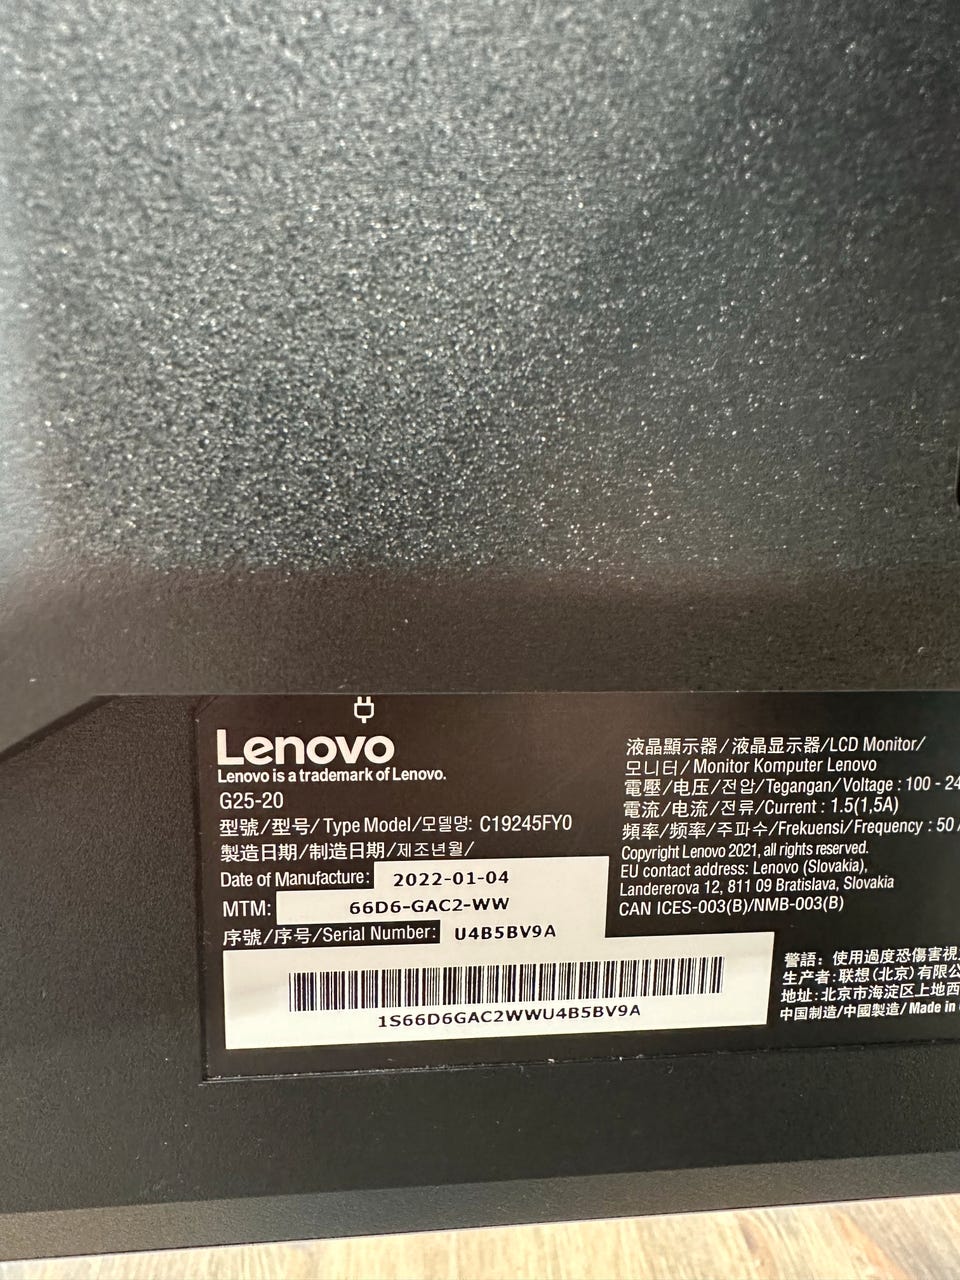 Lenovo
Lenovo is a trademark of Lenovo.
G25-20
型號/型号/Type Model/모델명: C19245FY0
製造日期/制造日期/제조년월/
Date of Manufacture: 2022-01-04
MTM: 66D6-GAC2-WW
序號/序号/Serial Number: U4B5BV9A
1S66D6GAC2WWU4B5BV9A
液晶顯示器/液晶显示器/LCD Monitor/
모니터/Monitor Komputer Lenovo
電壓/电压/전압/Tegangan/Voltage : 100 - 24
電流/电流/전류/Current : 1.5(1,5A)
頻率/频率/주파수/Frekuensi/Frequency : 50 /
Copyright Lenovo 2021, all rights reserved.
EU contact address: Lenovo (Slovakia),
Landererova 12, 811 09 Bratislava, Slovakia
CAN ICES-003(B)/NMB-003(B)
警語：使用過度恐傷害視
生产者:联想(北京)有限
地址:北京市海淀区上地西
中国制造/中國製造/Made in